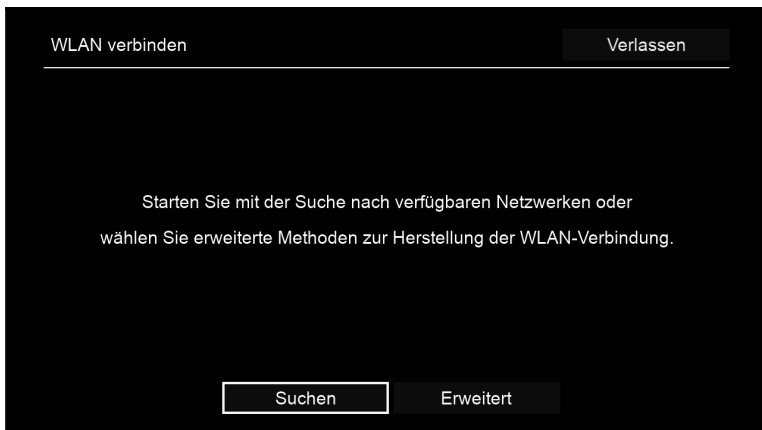 WLAN verbinden
Verlassen
Starten Sie mit der Suche nach verfügbaren Netzwerken oder
wählen Sie erweiterte Methoden zur Herstellung der WLAN-Verbindung.
Suchen
Erweitert